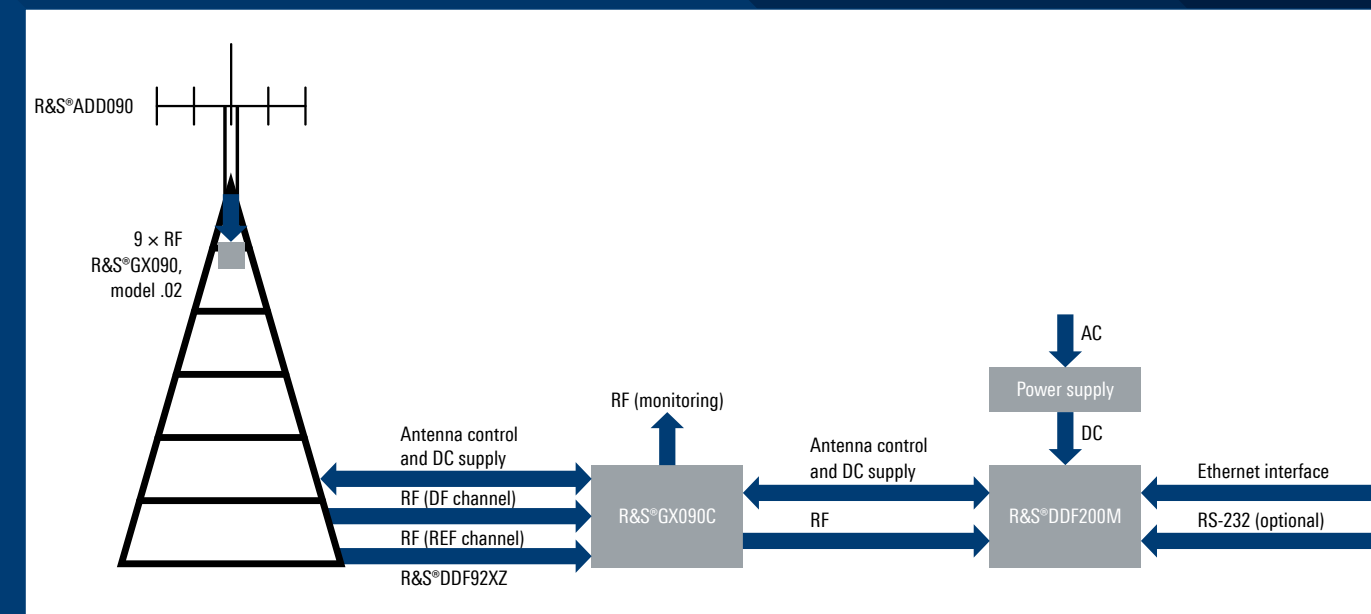 R&S®ADD090
9 × RF
R&S®GX090,
model .02
Antenna control
and DC supply
RF (DF channel)
RF (REF channel)
R&S®DDF92XZ
RF (monitoring)
R&S®GX090C
Antenna control
and DC supply
RF
AC
Power supply
DC
R&S®DDF200M
Ethernet interface
RS-232 (optional)